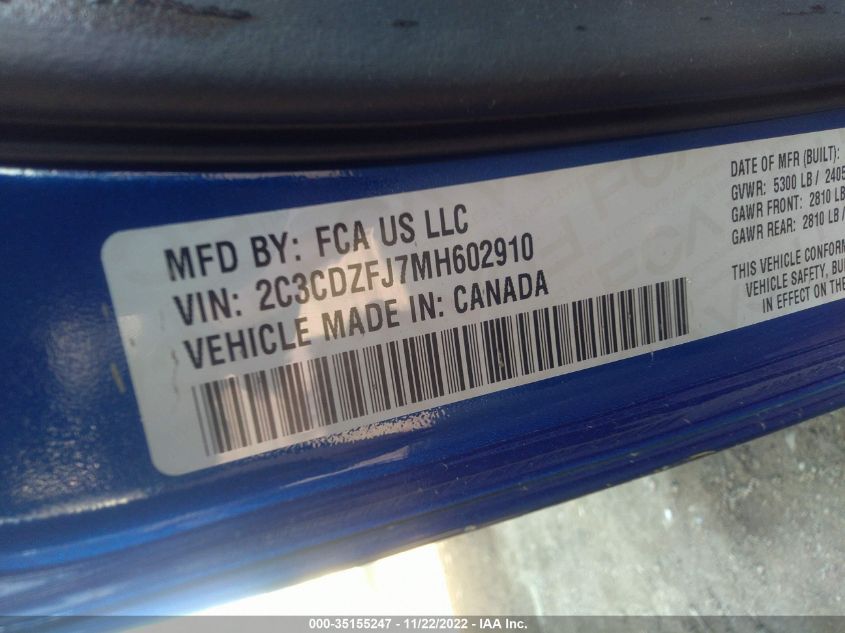 MFD BY: FCA US LLC
VIN: 2C3CDZFJ7MH602910
VEHICLE MADE IN: CANADA
DATE OF MFR (BUILT):
GVWR: 5300 LB / 2405
GAWR FRONT: 2810 LB
GAWR REAR: 2810 LB /
THIS VEHICLE CONFORM
VEHICLE SAFETY, BU
IN EFFECT ON THE
000-35155247 - 11/22/2022 - IAA Inc.